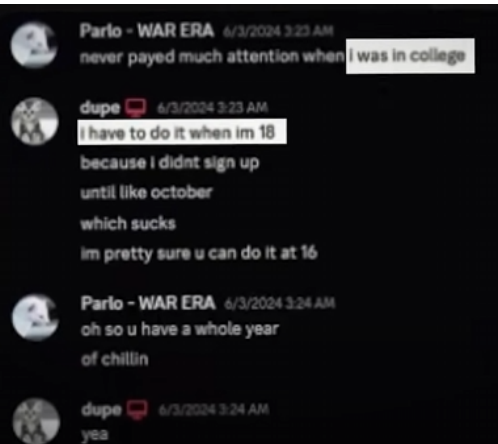 Parlo - WAR ERA 6/3/2024 3:23 AM
never payed much attention when i was in college
dupe 6/3/2024 3:23 AM
i have to do it when im 18
because i didnt sign up
until like october
which sucks
im pretty sure u can do it at 16
Parlo - WAR ERA 6/3/2024 3:24 AM
oh so u have a whole year
of chillin
dupe 6/3/2024 3:24 AM
yea